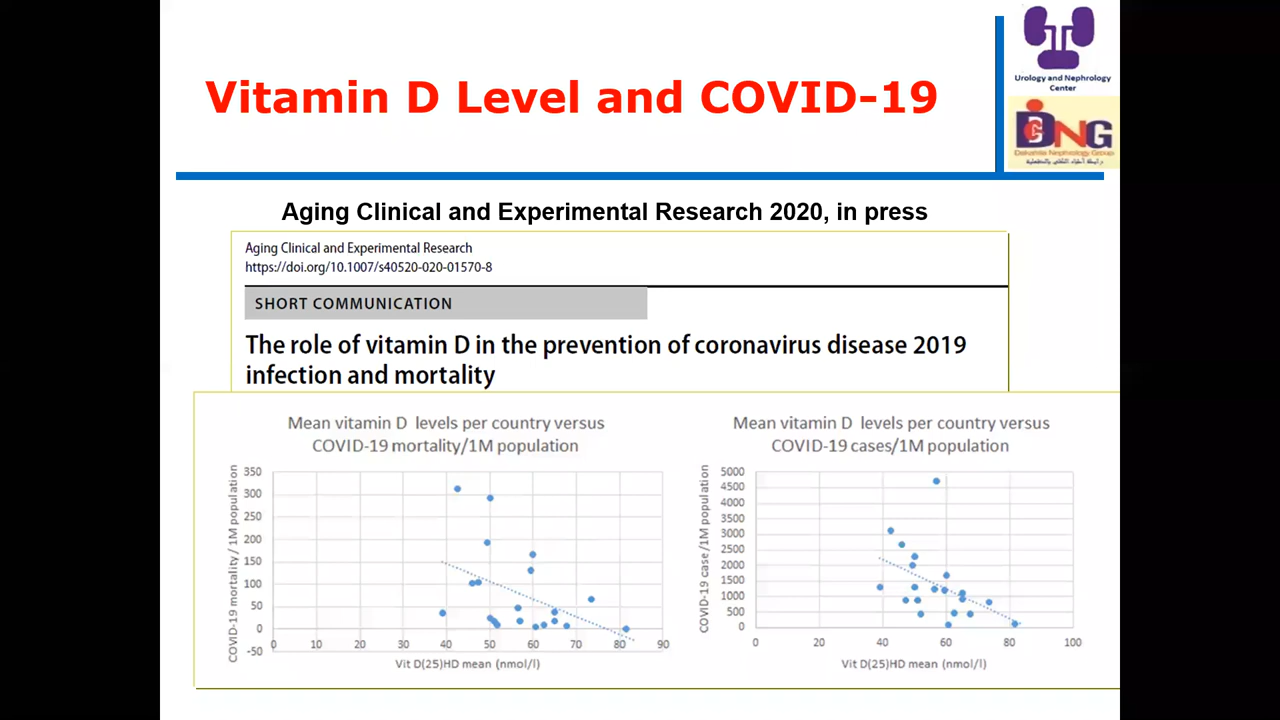 Vitamin D Level and COVID-19
Urology and Nephrology
Center
DNG
Dakahlia Nephrology Group
Aging Clinical and Experimental Research 2020, in press
Aging Clinical and Experimental Research
https://doi.org/10.1007/s40520-020-01570-8
SHORT COMMUNICATION
The role of vitamin D in the prevention of coronavirus disease 2019
infection and mortality
Mean vitamin D levels per country versus
COVID-19 mortality/1M population
COVID-19 mortality / 1M population
350
300
250
200
150
100
50
0
-50
0 10 20 30 40 50 60 70 80 90
Vit D(25)HD mean (nmol/l)
Mean vitamin D levels per country versus
COVID-19 cases/1M population
COVID-19 case/1M population
5000
4500
4000
3500
3000
2500
2000
1500
1000
500
0
0 20 40 60 80 100
Vit D(25)HD mean (nmol/l)